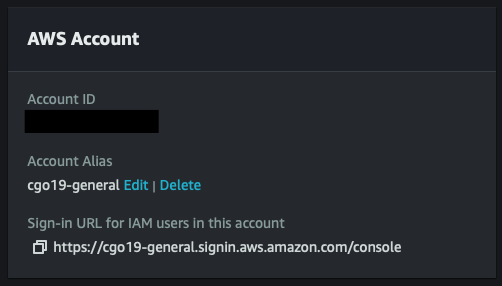 AWS Account
Account ID
Account Alias
cgo19-general Edit | Delete
Sign-in URL for IAM users in this account
https://cgo19-general.signin.aws.amazon.com/console